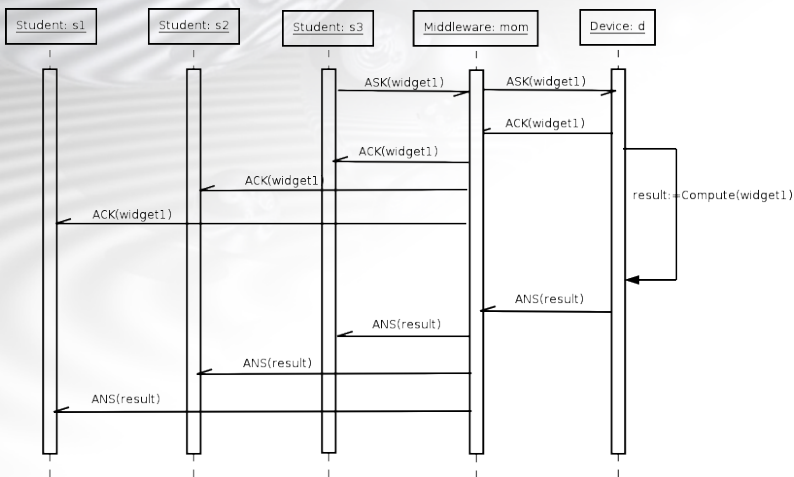 Student: s1
Student: s2
Student: s3
Middleware: mom
Device: d
ASK(widget1)
ASK(widget1)
ACK(widget1)
ACK(widget1)
ACK(widget1)
ACK(widget1)
result:=Compute(widget1)
ANS(result)
ANS(result)
ANS(result)
ANS(result)